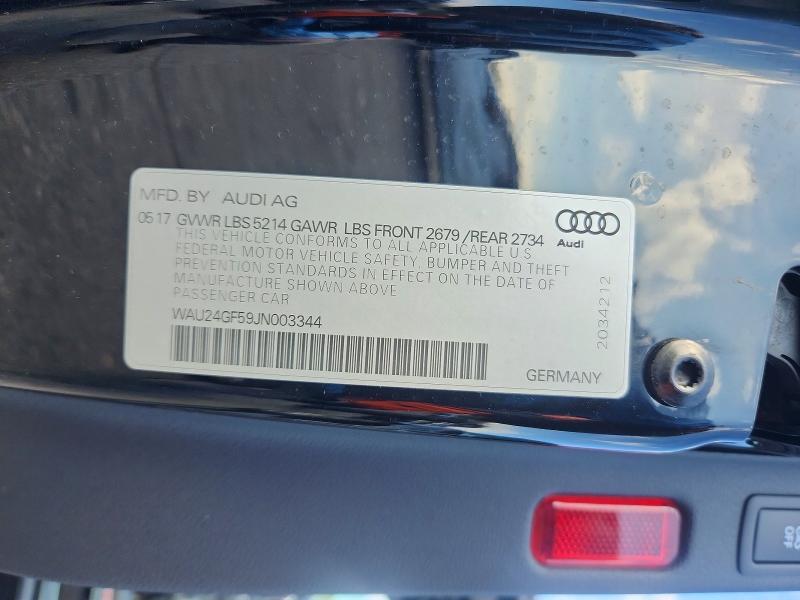 MFD. BY AUDI AG
05 17 GVWR LBS 5214 GAWR LBS FRONT 2679 /REAR 2734
THIS VEHICLE CONFORMS TO ALL APPLICABLE U S
FEDERAL MOTOR VEHICLE SAFETY, BUMPER AND THEFT
PREVENTION STANDARDS IN EFFECT ON THE DATE OF
MANUFACTURE SHOWN ABOVE
PASSENGER CAR
WAU24GF59JN003344
Audi
2034212
GERMANY
OFF